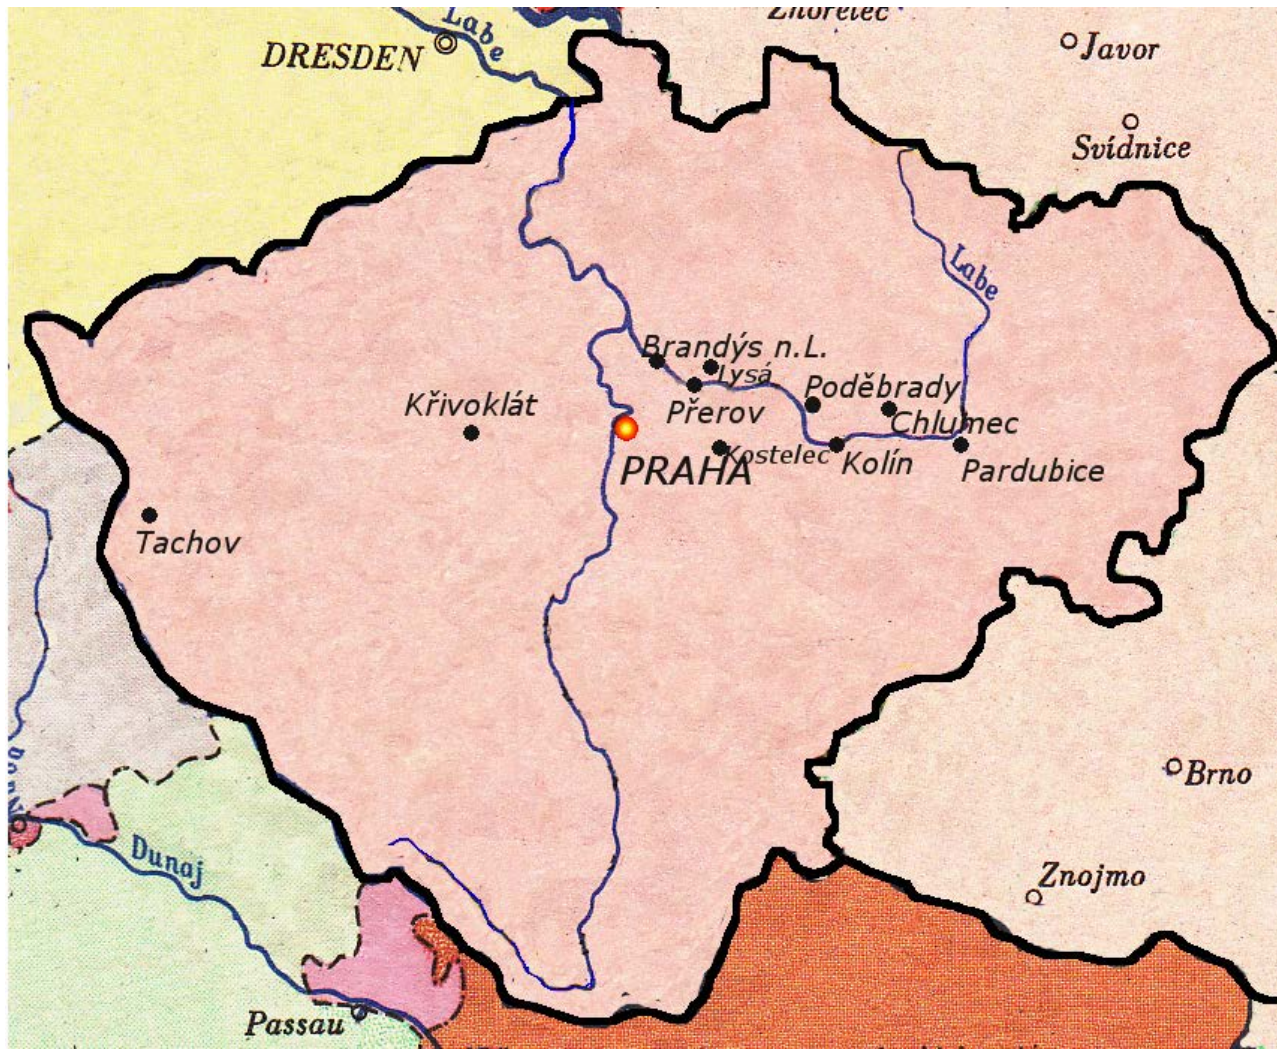 Labe
Zhořelec
DRESDEN
Javor
Svídnice
Labe
Brandýs n.L.
Lysá
Poděbrady
Křivoklát
Přerov
Chlumec
PRAHA
Kostelec
Kolín
Pardubice
Tachov
Brno
Dunaj
Znojmo
Passau